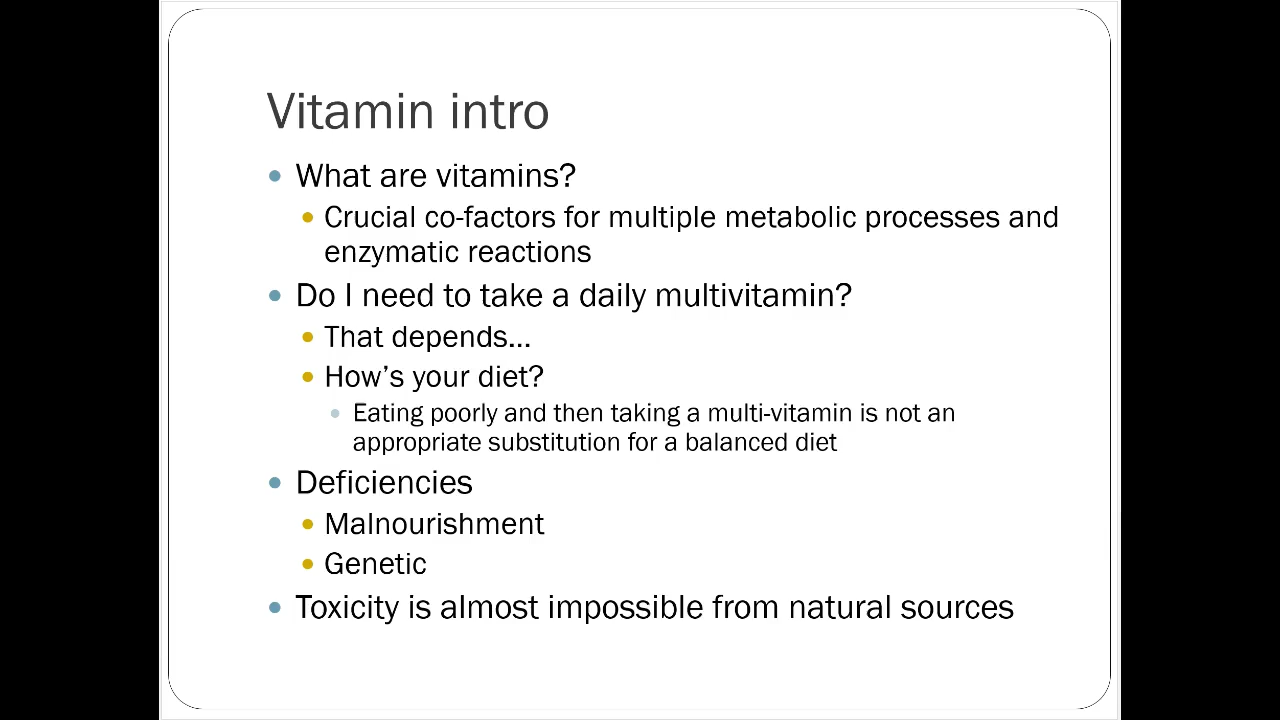 Vitamin intro
What are vitamins?
Crucial co-factors for multiple metabolic processes and
enzymatic reactions
Do I need to take a daily multivitamin?
That depends...
How's your diet?
Eating poorly and then taking a multi-vitamin is not an
appropriate substitution for a balanced diet
Deficiencies
Malnourishment
Genetic
Toxicity is almost impossible from natural sources